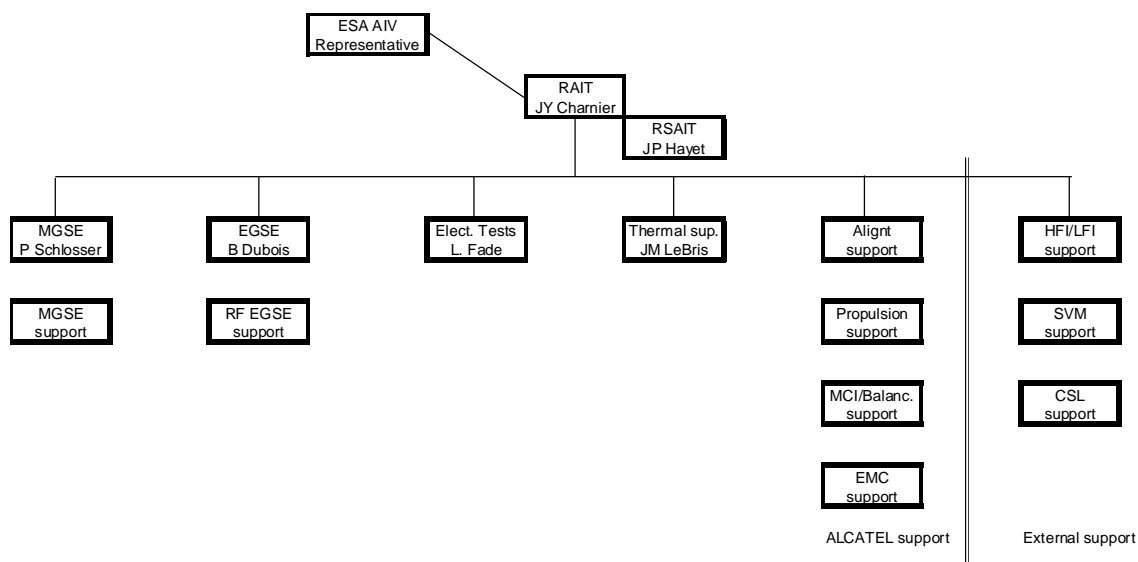 ESA AIV
Representative
RAIT
JY Charnier
RSAIT
JP Hayet
MGSE
P Schlosser
EGSE
B Dubois
Elect. Tests
L. Fade
Thermal sup.
JM LeBris
Alignt
support
HFI/LFI
support
MGSE
support
RF EGSE
support
Propulsion
support
SVM
support
MCI/Balanc.
support
CSL
support
EMC
support
ALCATEL support
External support